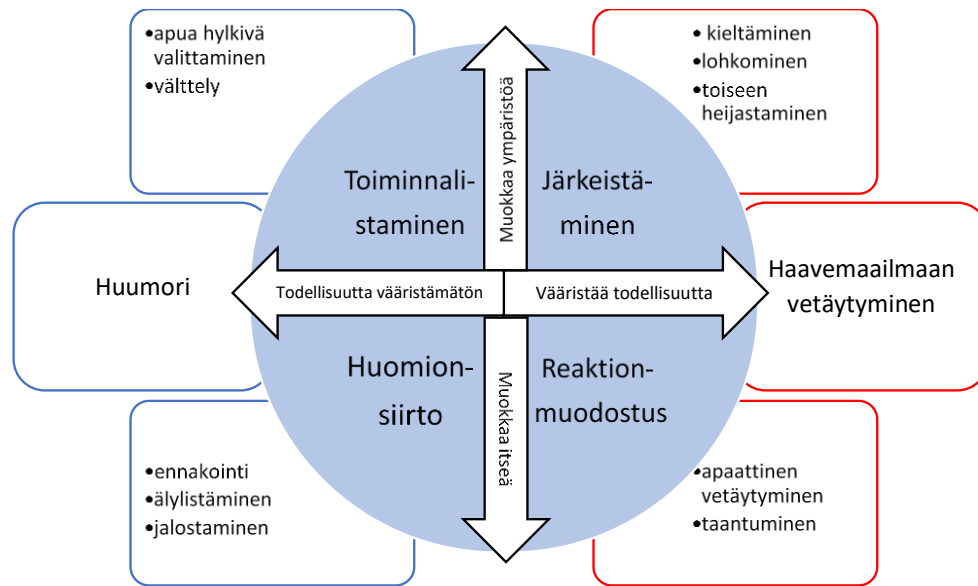 •apua hylkivä
valittaminen
•välttely
• kieltäminen
•lohkominen
•toiseen
heijastaminen
Muokkaa ympäristöä
Toiminnali-
staminen
Järkeistä-
minen
Huumori
Todellisuutta vääristämätön
Vääristää todellisuutta
Haavemaailmaan
vetäytyminen
Huomion-
siirto
Reaktion-
muodostus
Muokkaa itseä
•ennakointi
•älylistäminen
•jalostaminen
•apaattinen
vetäytyminen
•taantuminen